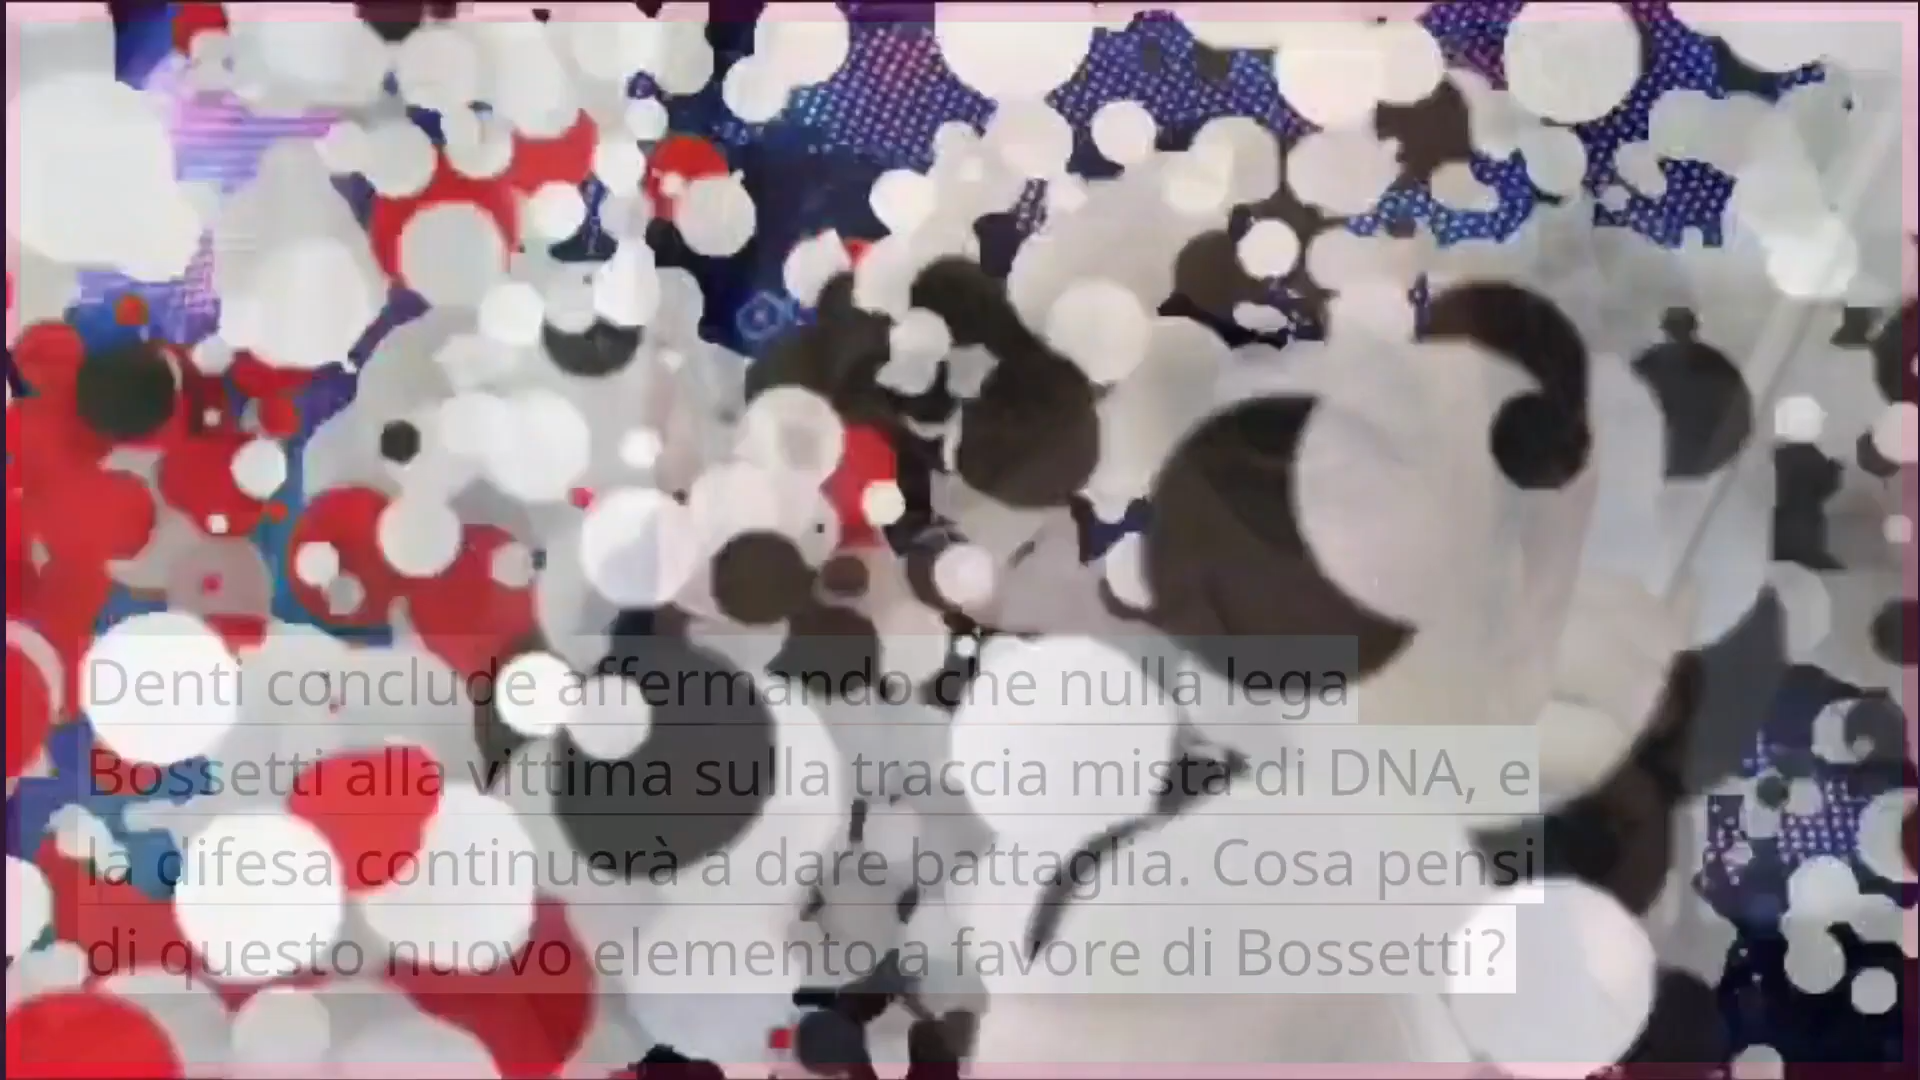 Denti conclude affermando che nulla lega
Bossetti alla vittima sulla traccia mista di DNA, e
la difesa continuerà a dare battaglia. Cosa pensi
di questo nuovo elemento a favore di Bossetti?